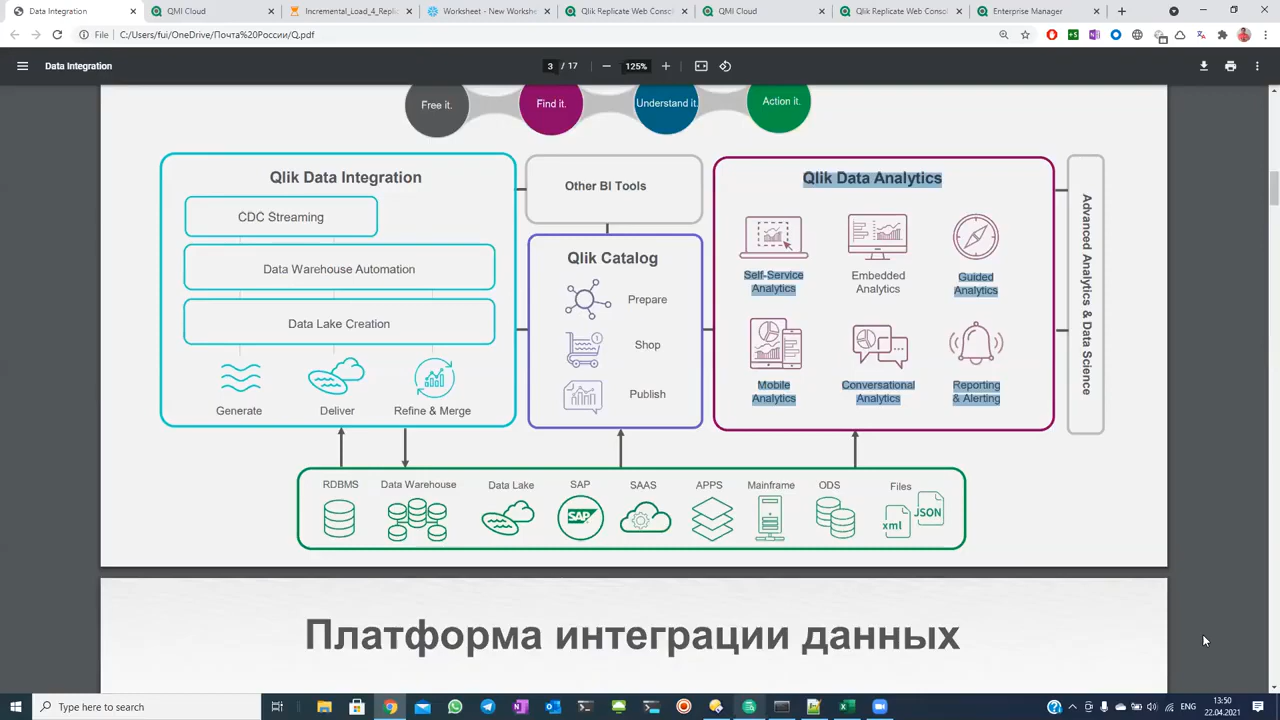 Data Integration
QMI Cloud
Incremental_Load_4_Repli
Worksheet - New Workshe
Qlik Replicate Web Consol
QMI Cloud
Qlik Replicate Web Consol
Enterprise Manager
File
C:/Users/fui/OneDrive/Почта%20России/Q.pdf
Data Integration
3 / 17
125%
Free it.
Find it.
Understand it.
Action it.
Qlik Data Integration
CDC Streaming
Data Warehouse Automation
Data Lake Creation
Generate
Deliver
Refine & Merge
Other BI Tools
Qlik Catalog
Prepare
Shop
Publish
Qlik Data Analytics
Self-Service
Analytics
Embedded
Analytics
Guided
Analytics
Mobile
Analytics
Conversational
Analytics
Reporting
& Alerting
Advanced Analytics & Data Science
RDBMS
Data Warehouse
Data Lake
SAP
SAP
SAAS
APPS
Mainframe
ODS
Files
xml
JSON
Платформа интеграции данных
Type here to search
13:50
22.04.2021